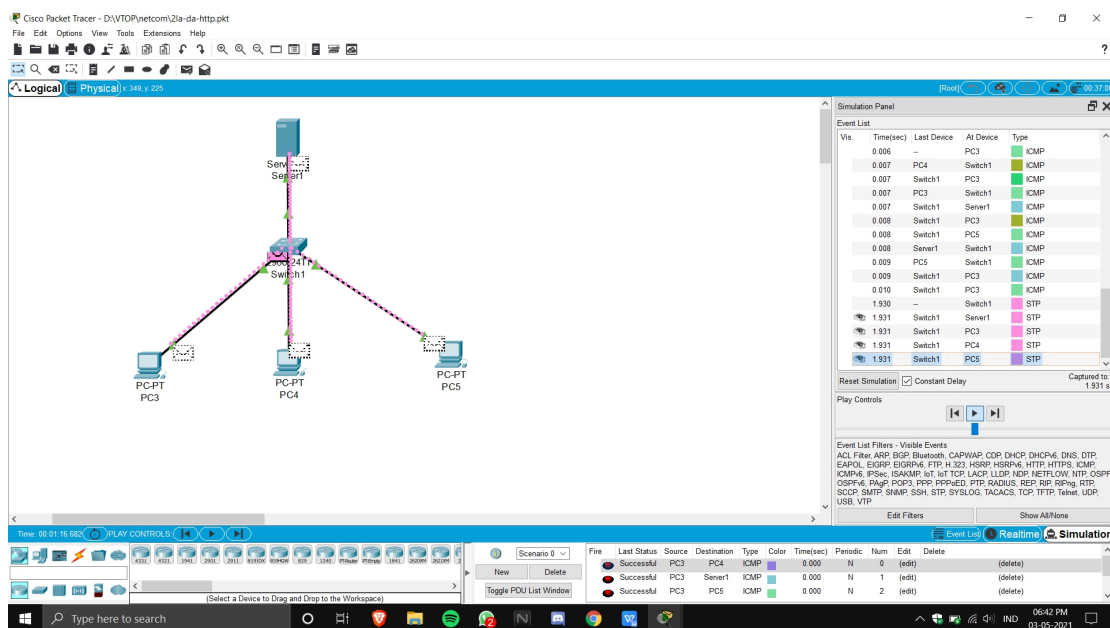 Cisco Packet Tracer - D:\VTOP\netcom\2la-da-http.pkt
File Edit Options View Tools Extensions Help
?
Logical Physical x: 349, y: 225 [Root] 00:37:0
Simulation Panel
Event List
Vis. Time(sec) Last Device At Device Type
0.006 -- PC3 ICMP
0.007 PC4 Switch1 ICMP
0.007 Switch1 PC3 ICMP
0.007 PC3 Switch1 ICMP
0.007 Switch1 Server1 ICMP
0.008 Switch1 PC3 ICMP
0.008 Switch1 PC5 ICMP
0.008 Server1 Switch1 ICMP
0.009 PC5 Switch1 ICMP
0.009 Switch1 PC3 ICMP
0.010 Switch1 PC3 ICMP
1.930 -- Switch1 STP
1.931 Switch1 Server1 STP
1.931 Switch1 PC3 STP
1.931 Switch1 PC4 STP
1.931 Switch1 PC5 STP
Reset Simulation Constant Delay Captured to:
1.931 s
Play Controls
Event List Filters - Visible Events
ACL Filter, ARP, BGP, Bluetooth, CAPWAP, CDP, DHCP, DHCPv6, DNS, DTP,
EAPOL, EIGRP, EIGRPv6, FTP, H.323, HSRP, HSRPv6, HTTP, HTTPS, ICMP,
ICMPv6, IPSec, ISAKMP, IoT, IoT TCP, LACP, LLDP, NDP, NETFLOW, NTP, OSPF
OSPFv6, PAgP, POP3, PPP, PPPoED, PTP, RADIUS, REP, RIP, RIPng, RTP,
SCCP, SMTP, SNMP, SSH, STP, SYSLOG, TACACS, TCP, TFTP, Telnet, UDP,
USB, VTP
Edit Filters Show All/None
Server1
Switch1
PC-PT
PC3
PC-PT
PC4
PC-PT
PC5
Time: 00:01:16.682 PLAY CONTROLS: Event List Realtime Simulation
4331 4321 1941 2901 2911 819HGW 829 1240 1841
(Select a Device to Drag and Drop to the Workspace)
Scenario 0
New Delete
Toggle PDU List Window
Fire Last Status Source Destination Type Color Time(sec) Periodic Num Edit Delete
Successful PC3 PC4 ICMP 0.000 N 0 (edit) (delete)
Successful PC3 Server1 ICMP 0.000 N 1 (edit) (delete)
Successful PC3 PC5 ICMP 0.000 N 2 (edit) (delete)
Type here to search
IND
06:42 PM
03-05-2021